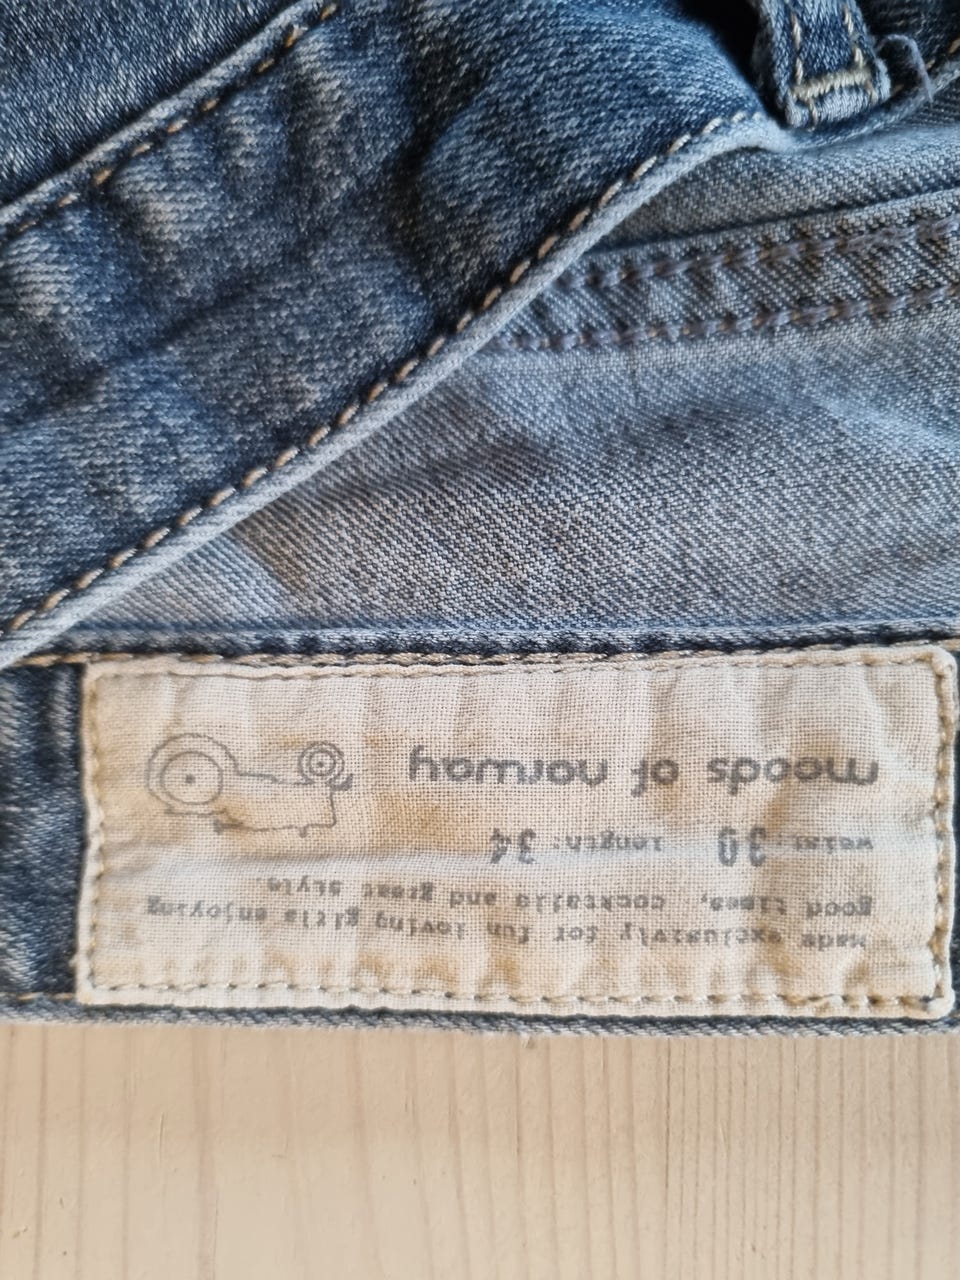 Made exclusivly for fun loving girls enjoying
good times, cocktails and great style.
waist: 30 length: 34
moods of norway